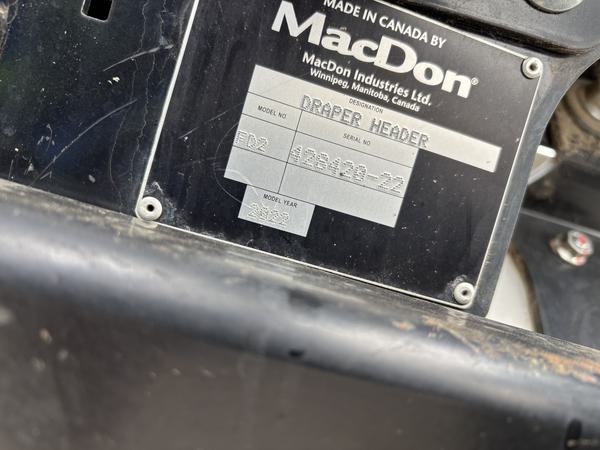 MADE IN CANADA BY
MacDon®
MacDon Industries Ltd.
Winnipeg, Manitoba, Canada
DESIGNATION
DRAPER HEADER
MODEL NO
SERIAL NO
FD2
428420-22
MODEL YEAR
2022